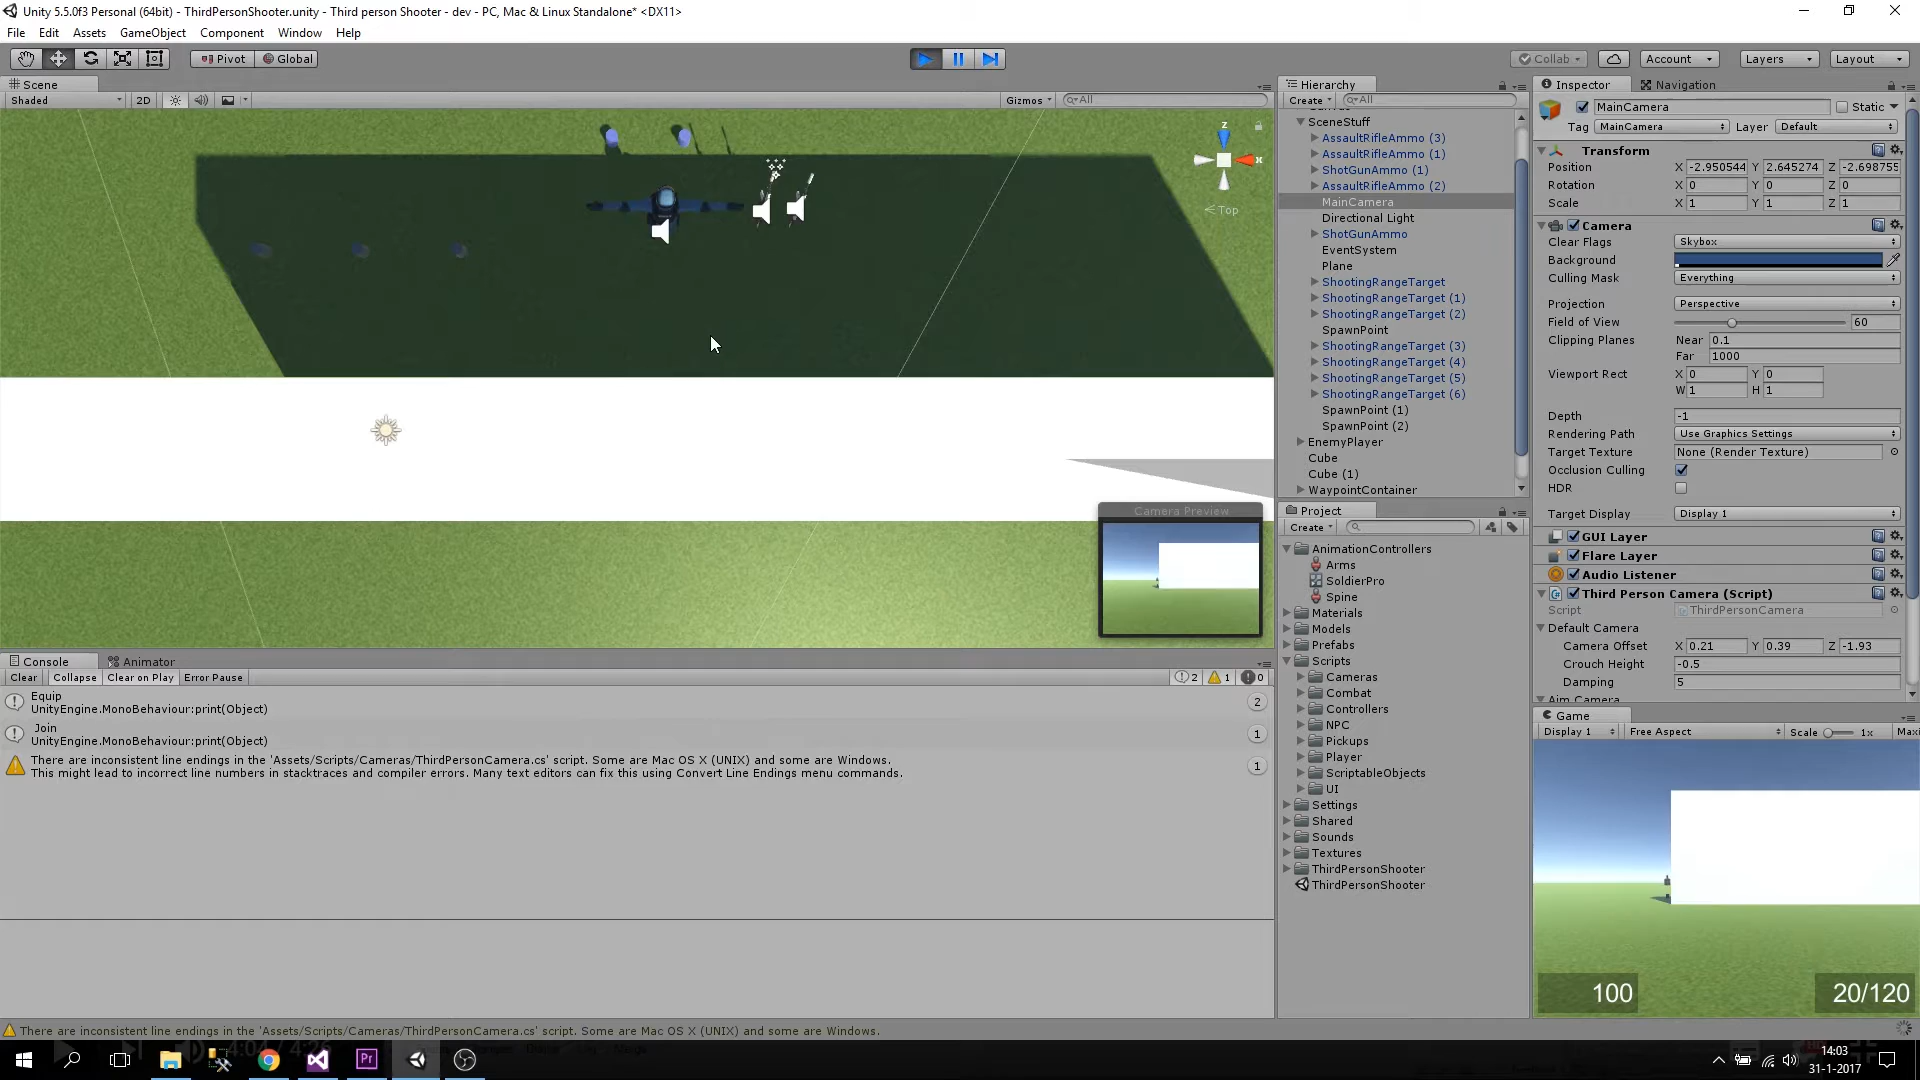 Unity 5.5.0f3 Personal (64bit) - ThirdPersonShooter.unity - Third person Shooter - dev - PC, Mac & Linux Standalone* <DX11>
File Edit Assets GameObject Component Window Help
Pivot Global Collab Account Layers Layout
Scene
Shaded 2D Gizmos All
z
x
Top
Camera Preview
Console Animator
Clear Collapse Clear on Play Error Pause 2 1 0
Equip
UnityEngine.MonoBehaviour:print(Object)
2
Join
UnityEngine.MonoBehaviour:print(Object)
1
There are inconsistent line endings in the 'Assets/Scripts/Cameras/ThirdPersonCamera.cs' script. Some are Mac OS X (UNIX) and some are Windows.
This might lead to incorrect line numbers in stacktraces and compiler errors. Many text editors can fix this using Convert Line Endings menu commands.
1
Hierarchy
Create All
SceneStuff
AssaultRifleAmmo (3)
AssaultRifleAmmo (1)
ShotGunAmmo (1)
AssaultRifleAmmo (2)
MainCamera
Directional Light
ShotGunAmmo
EventSystem
Plane
ShootingRangeTarget
ShootingRangeTarget (1)
ShootingRangeTarget (2)
SpawnPoint
ShootingRangeTarget (3)
ShootingRangeTarget (4)
ShootingRangeTarget (5)
ShootingRangeTarget (6)
SpawnPoint (1)
SpawnPoint (2)
EnemyPlayer
Cube
Cube (1)
WaypointContainer
Project
Create
AnimationControllers
Arms
SoldierPro
Spine
Materials
Models
Prefabs
Scripts
Cameras
Combat
Controllers
NPC
Pickups
Player
ScriptableObjects
UI
Settings
Shared
Sounds
Textures
ThirdPersonShooter
ThirdPersonShooter
Inspector Navigation
MainCamera Static
Tag MainCamera Layer Default
Transform
Position X -2.950544 Y 2.645274 Z -2.698755
Rotation X 0 Y 0 Z 0
Scale X 1 Y 1 Z 1
Camera
Clear Flags Skybox
Background
Culling Mask Everything
Projection Perspective
Field of View 60
Clipping Planes Near 0.1
Far 1000
Viewport Rect X 0 Y 0
W 1 H 1
Depth -1
Rendering Path Use Graphics Settings
Target Texture None (Render Texture)
Occlusion Culling
HDR
Target Display Display 1
GUI Layer
Flare Layer
Audio Listener
Third Person Camera (Script)
Script ThirdPersonCamera
Default Camera
Camera Offset X 0.21 Y 0.39 Z -1.93
Crouch Height -0.5
Damping 5
Aim Camera
Game
Display 1 Free Aspect Scale 1x Maxi
100 20/120
There are inconsistent line endings in the 'Assets/Scripts/Cameras/ThirdPersonCamera.cs' script. Some are Mac OS X (UNIX) and some are Windows.
4:04 / 4:26
Pr
14:03
31-1-2017